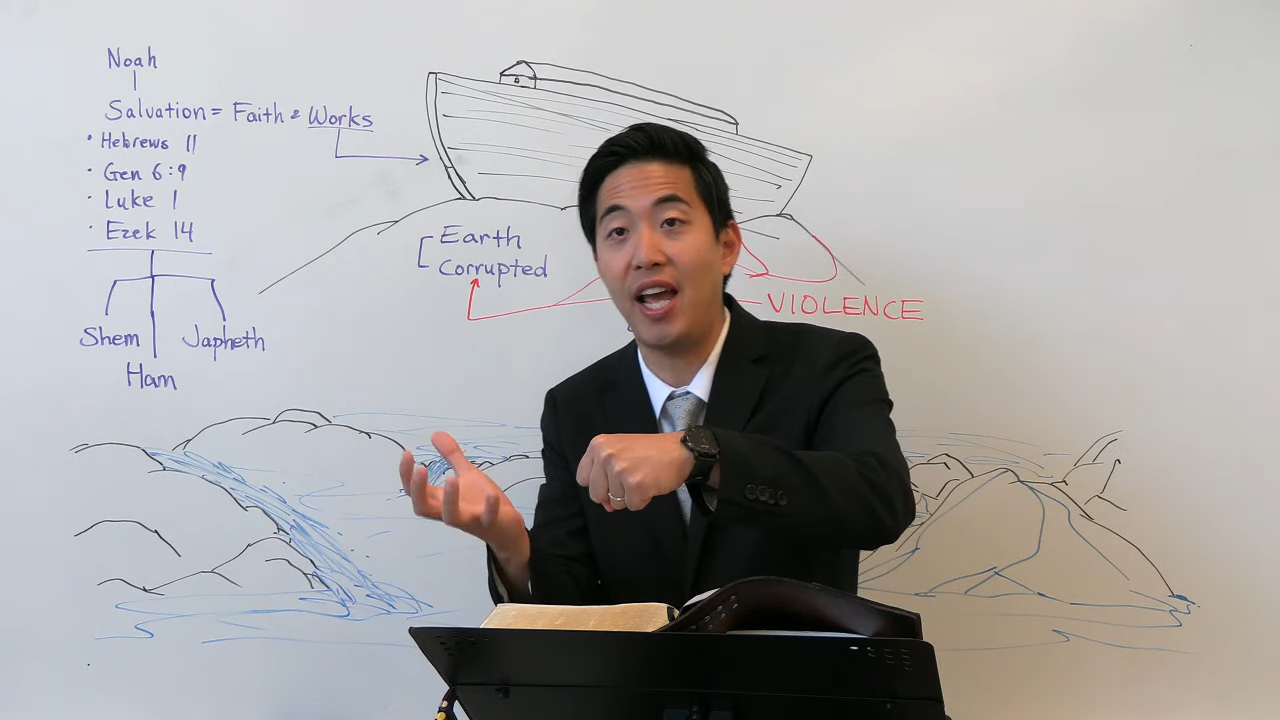 Noah
Salvation = Faith & Works
• Hebrews 11
• Gen 6:9
• Luke 1
• Ezek 14
Shem
Japheth
Ham
Earth
Corrupted
VIOLENCE